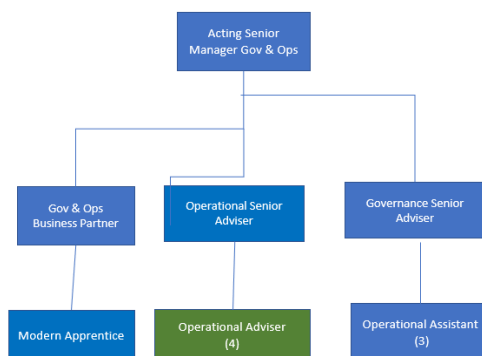 Acting Senior
Manager Gov & Ops
Gov & Ops
Business Partner
Operational Senior
Adviser
Governance Senior
Adviser
Modern Apprentice
Operational Adviser
(4)
Operational Assistant
(3)